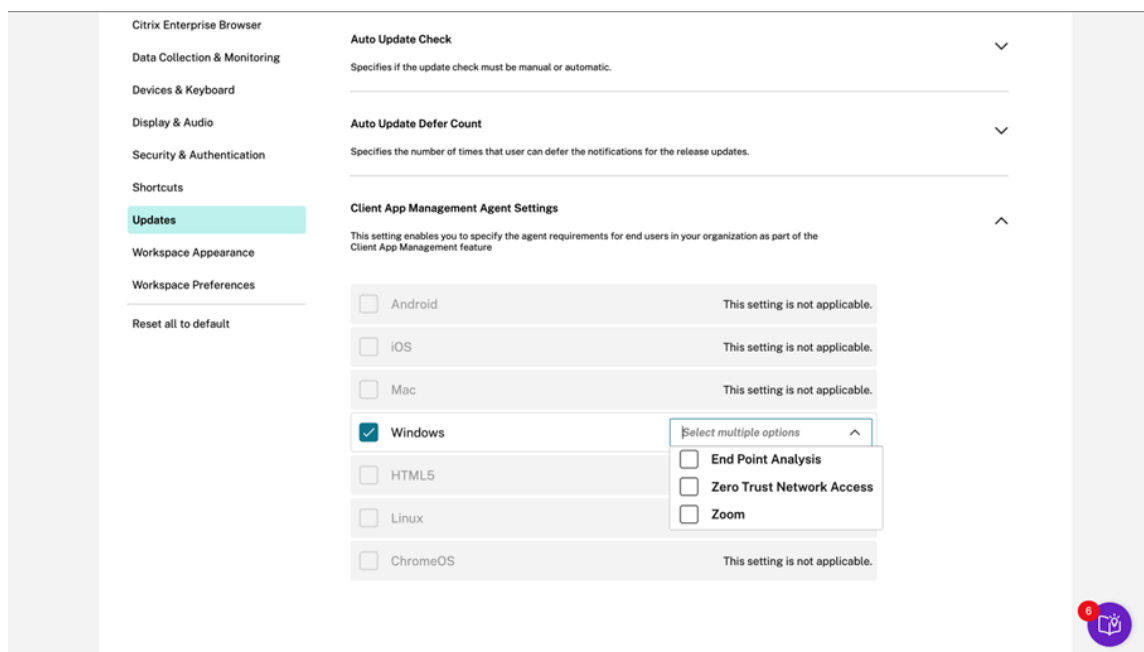 Citrix Enterprise Browser
Data Collection & Monitoring
Devices & Keyboard
Display & Audio
Security & Authentication
Shortcuts
Updates
Workspace Appearance
Workspace Preferences
Reset all to default
Auto Update Check
Specifies if the update check must be manual or automatic.
Auto Update Defer Count
Specifies the number of times that user can defer the notifications for the release updates.
Client App Management Agent Settings
This setting enables you to specify the agent requirements for end users in your organization as part of the
Client App Management feature
Android This setting is not applicable.
iOS This setting is not applicable.
Mac This setting is not applicable.
Windows Select multiple options
End Point Analysis
HTML5
Zero Trust Network Access
Zoom
Linux
ChromeOS This setting is not applicable.
6